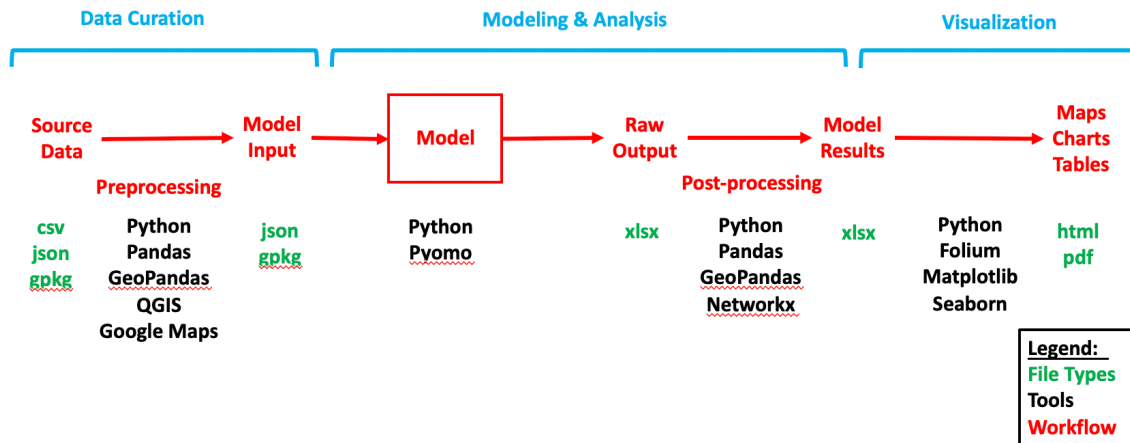 Data Curation
Modeling & Analysis
Visualization
Source
Data
Model
Input
Model
Raw
Output
Model
Results
Maps
Charts
Tables
Preprocessing
Post-processing
csv
json
gpkg
Python
Pandas
GeoPandas
QGIS
Google Maps
json
gpkg
Python
Pyomo
xlsx
Python
Pandas
GeoPandas
Networkx
xlsx
Python
Folium
Matplotlib
Seaborn
html
pdf
Legend:
File Types
Tools
Workflow